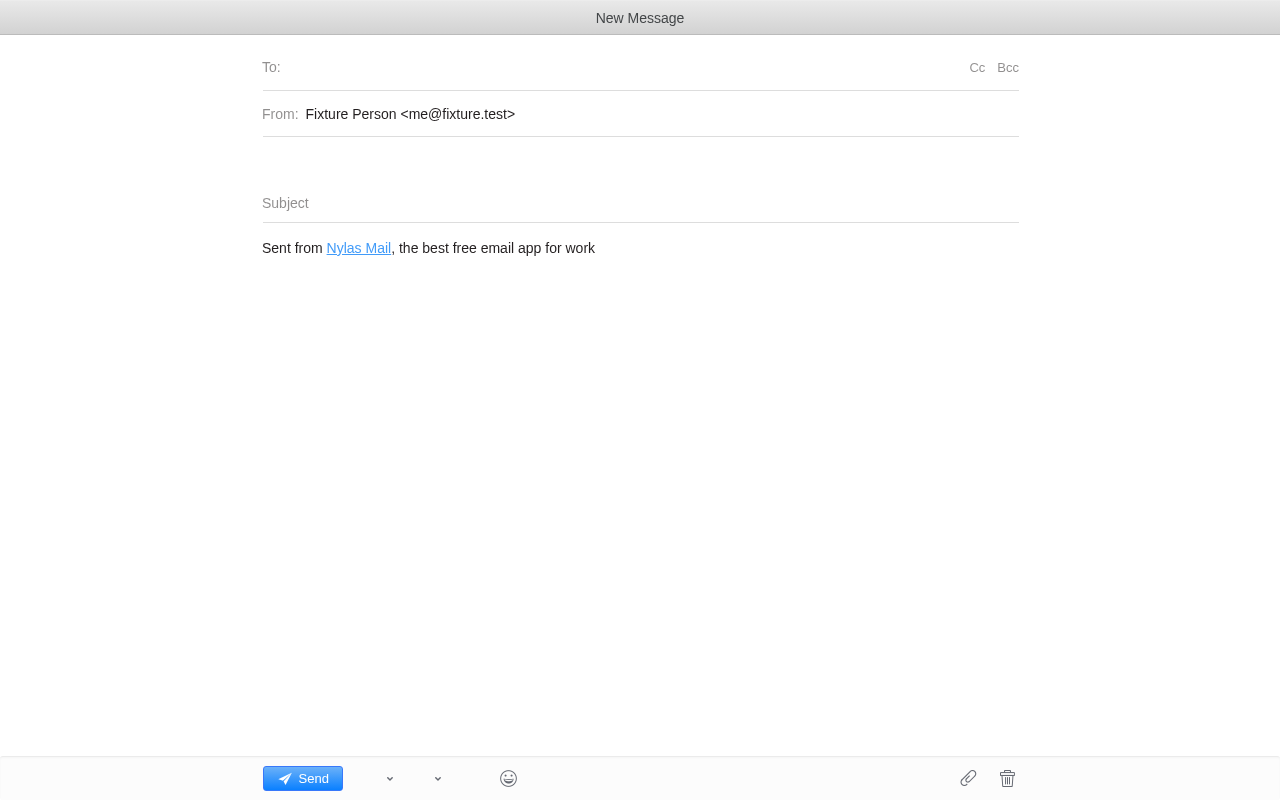 New Message
To: Cc Bcc
From: Fixture Person <me@fixture.test>
Subject
Sent from Nylas Mail, the best free email app for work
Send